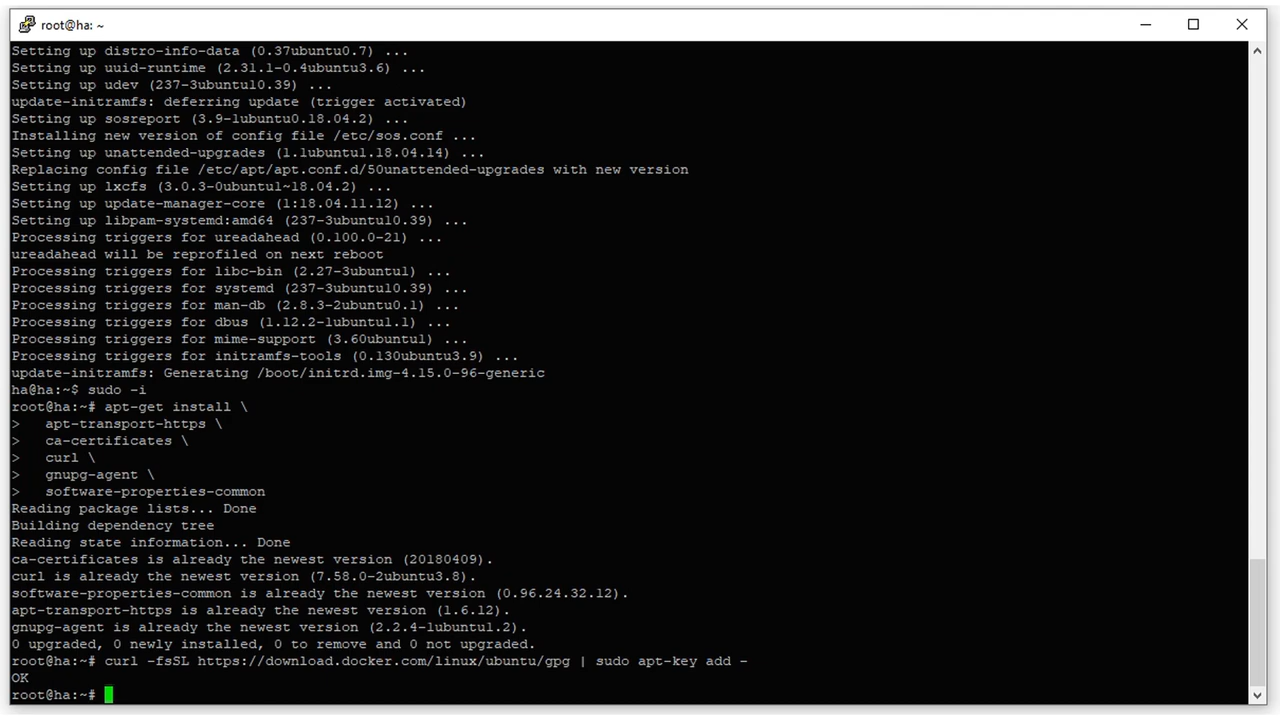 root@ha: ~
Setting up distro-info-data (0.37ubuntu0.7) ...
Setting up uuid-runtime (2.31.1-0.4ubuntu3.6) ...
Setting up udev (237-3ubuntu10.39) ...
update-initramfs: deferring update (trigger activated)
Setting up sosreport (3.9-1ubuntu0.18.04.2) ...
Installing new version of config file /etc/sos.conf ...
Setting up unattended-upgrades (1.1ubuntu1.18.04.14) ...
Replacing config file /etc/apt/apt.conf.d/50unattended-upgrades with new version
Setting up lxcfs (3.0.3-0ubuntu1~18.04.2) ...
Setting up update-manager-core (1:18.04.11.12) ...
Setting up libpam-systemd:amd64 (237-3ubuntu10.39) ...
Processing triggers for ureadahead (0.100.0-21) ...
ureadahead will be reprofiled on next reboot
Processing triggers for libc-bin (2.27-3ubuntu1) ...
Processing triggers for systemd (237-3ubuntu10.39) ...
Processing triggers for man-db (2.8.3-2ubuntu0.1) ...
Processing triggers for dbus (1.12.2-1ubuntu1.1) ...
Processing triggers for mime-support (3.60ubuntu1) ...
Processing triggers for initramfs-tools (0.130ubuntu3.9) ...
update-initramfs: Generating /boot/initrd.img-4.15.0-96-generic
ha@ha:~$ sudo -i
root@ha:~# apt-get install \
>   apt-transport-https \
>   ca-certificates \
>   curl \
>   gnupg-agent \
>   software-properties-common
Reading package lists... Done
Building dependency tree
Reading state information... Done
ca-certificates is already the newest version (20180409).
curl is already the newest version (7.58.0-2ubuntu3.8).
software-properties-common is already the newest version (0.96.24.32.12).
apt-transport-https is already the newest version (1.6.12).
gnupg-agent is already the newest version (2.2.4-1ubuntu1.2).
0 upgraded, 0 newly installed, 0 to remove and 0 not upgraded.
root@ha:~# curl -fsSL https://download.docker.com/linux/ubuntu/gpg | sudo apt-key add -
OK
root@ha:~#